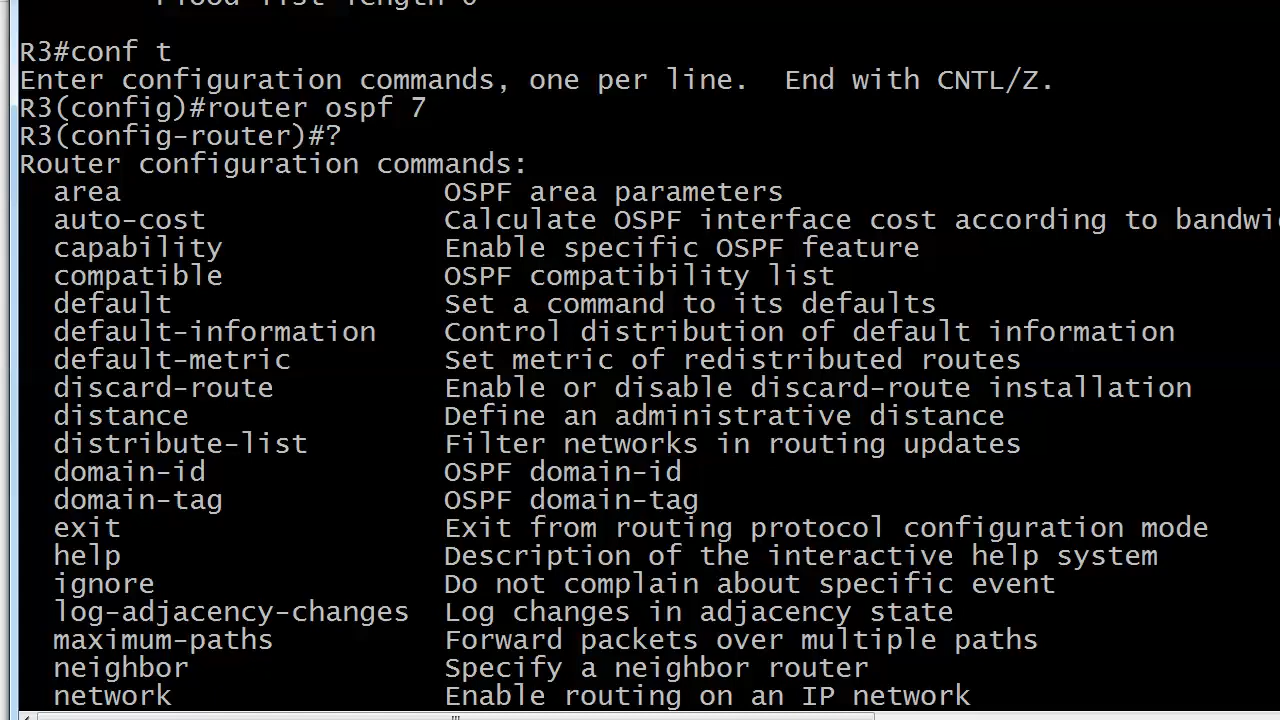 flood list length 0
R3#conf t
Enter configuration commands, one per line.  End with CNTL/Z.
R3(config)#router ospf 7
R3(config-router)#?
Router configuration commands:
  area                   OSPF area parameters
  auto-cost              Calculate OSPF interface cost according to bandwi
  capability             Enable specific OSPF feature
  compatible             OSPF compatibility list
  default                Set a command to its defaults
  default-information    Control distribution of default information
  default-metric         Set metric of redistributed routes
  discard-route          Enable or disable discard-route installation
  distance               Define an administrative distance
  distribute-list        Filter networks in routing updates
  domain-id              OSPF domain-id
  domain-tag             OSPF domain-tag
  exit                   Exit from routing protocol configuration mode
  help                   Description of the interactive help system
  ignore                 Do not complain about specific event
  log-adjacency-changes  Log changes in adjacency state
  maximum-paths          Forward packets over multiple paths
  neighbor               Specify a neighbor router
  network                Enable routing on an IP network